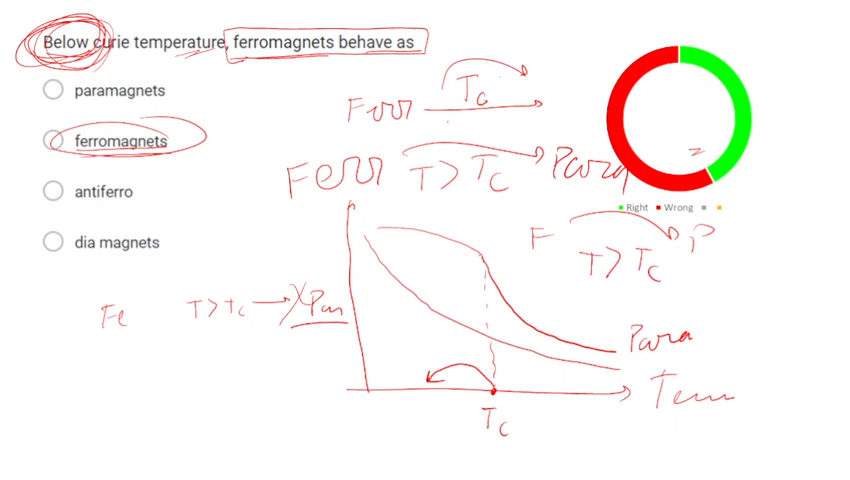 Below curie temperature, ferromagnets behave as
paramagnets
ferromagnets
antiferro
dia magnets
Right Wrong
Ferr Tc
Ferr T > Tc Para
F T > Tc P
Fe T > Tc Par
Para
Tem
Tc